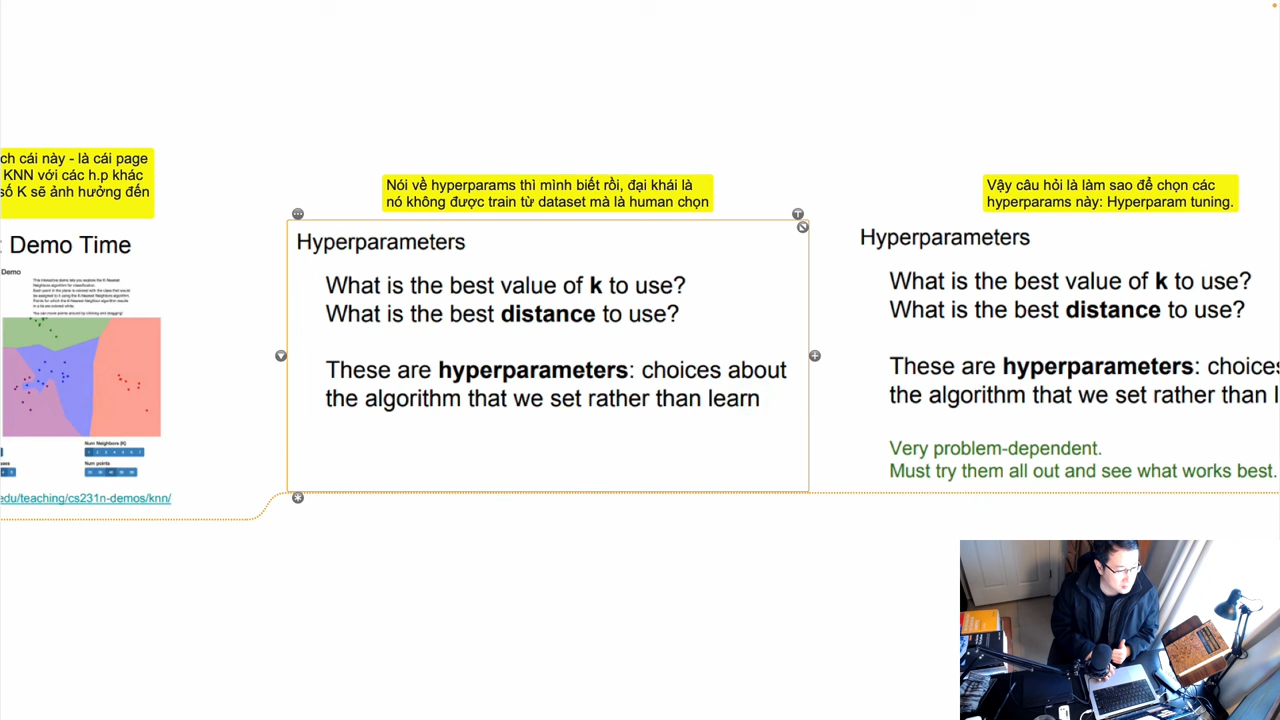 ch cái này - là cái page
KNN với các h.p khác
số K sẽ ảnh hưởng đến
: Demo Time
Demo
Num Neighbors (K)
Num points
edu/teaching/cs231n-demos/knn/
Nói về hyperparams thì mình biết rồi, đại khái là
nó không được train từ dataset mà là human chọn
Hyperparameters
What is the best value of k to use?
What is the best distance to use?
These are hyperparameters: choices about
the algorithm that we set rather than learn
Vậy câu hỏi là làm sao để chọn các
hyperparams này: Hyperparam tuning.
Hyperparameters
What is the best value of k to use?
What is the best distance to use?
These are hyperparameters: choices
the algorithm that we set rather than l
Very problem-dependent.
Must try them all out and see what works best.